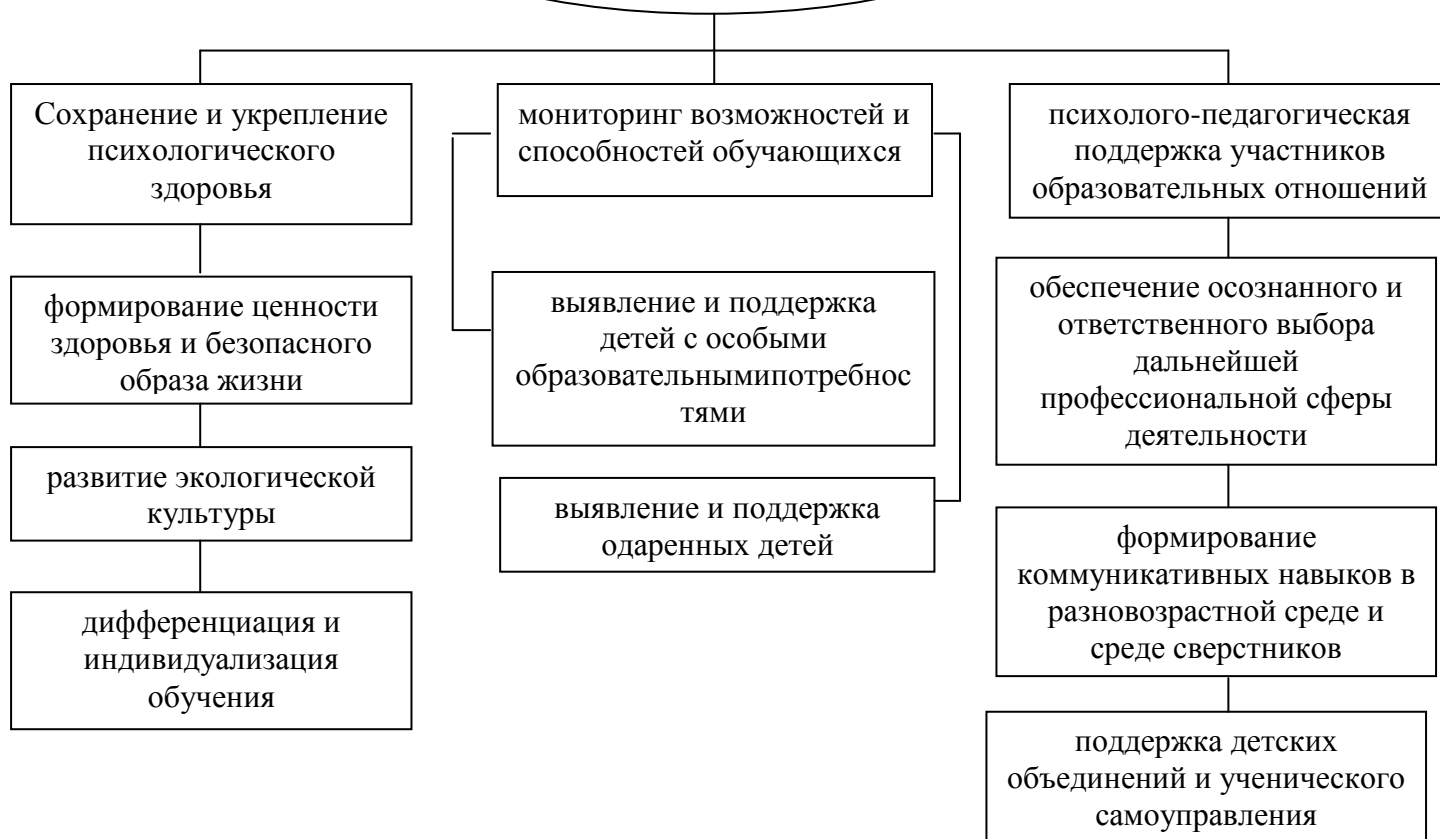 Сохранение и укрепление
психологического
здоровья
формирование ценности
здоровья и безопасного
образа жизни
развитие экологической
культуры
дифференциация и
индивидуализация
обучения
мониторинг возможностей и
способностей обучающихся
выявление и поддержка
детей с особыми
образовательнымипотребнос
тями
выявление и поддержка
одаренных детей
психолого-педагогическая
поддержка участников
образовательных отношений
обеспечение осознанного и
ответственного выбора
дальнейшей
профессиональной сферы
деятельности
формирование
коммуникативных навыков в
разновозрастной среде и
среде сверстников
поддержка детских
объединений и ученического
самоуправления